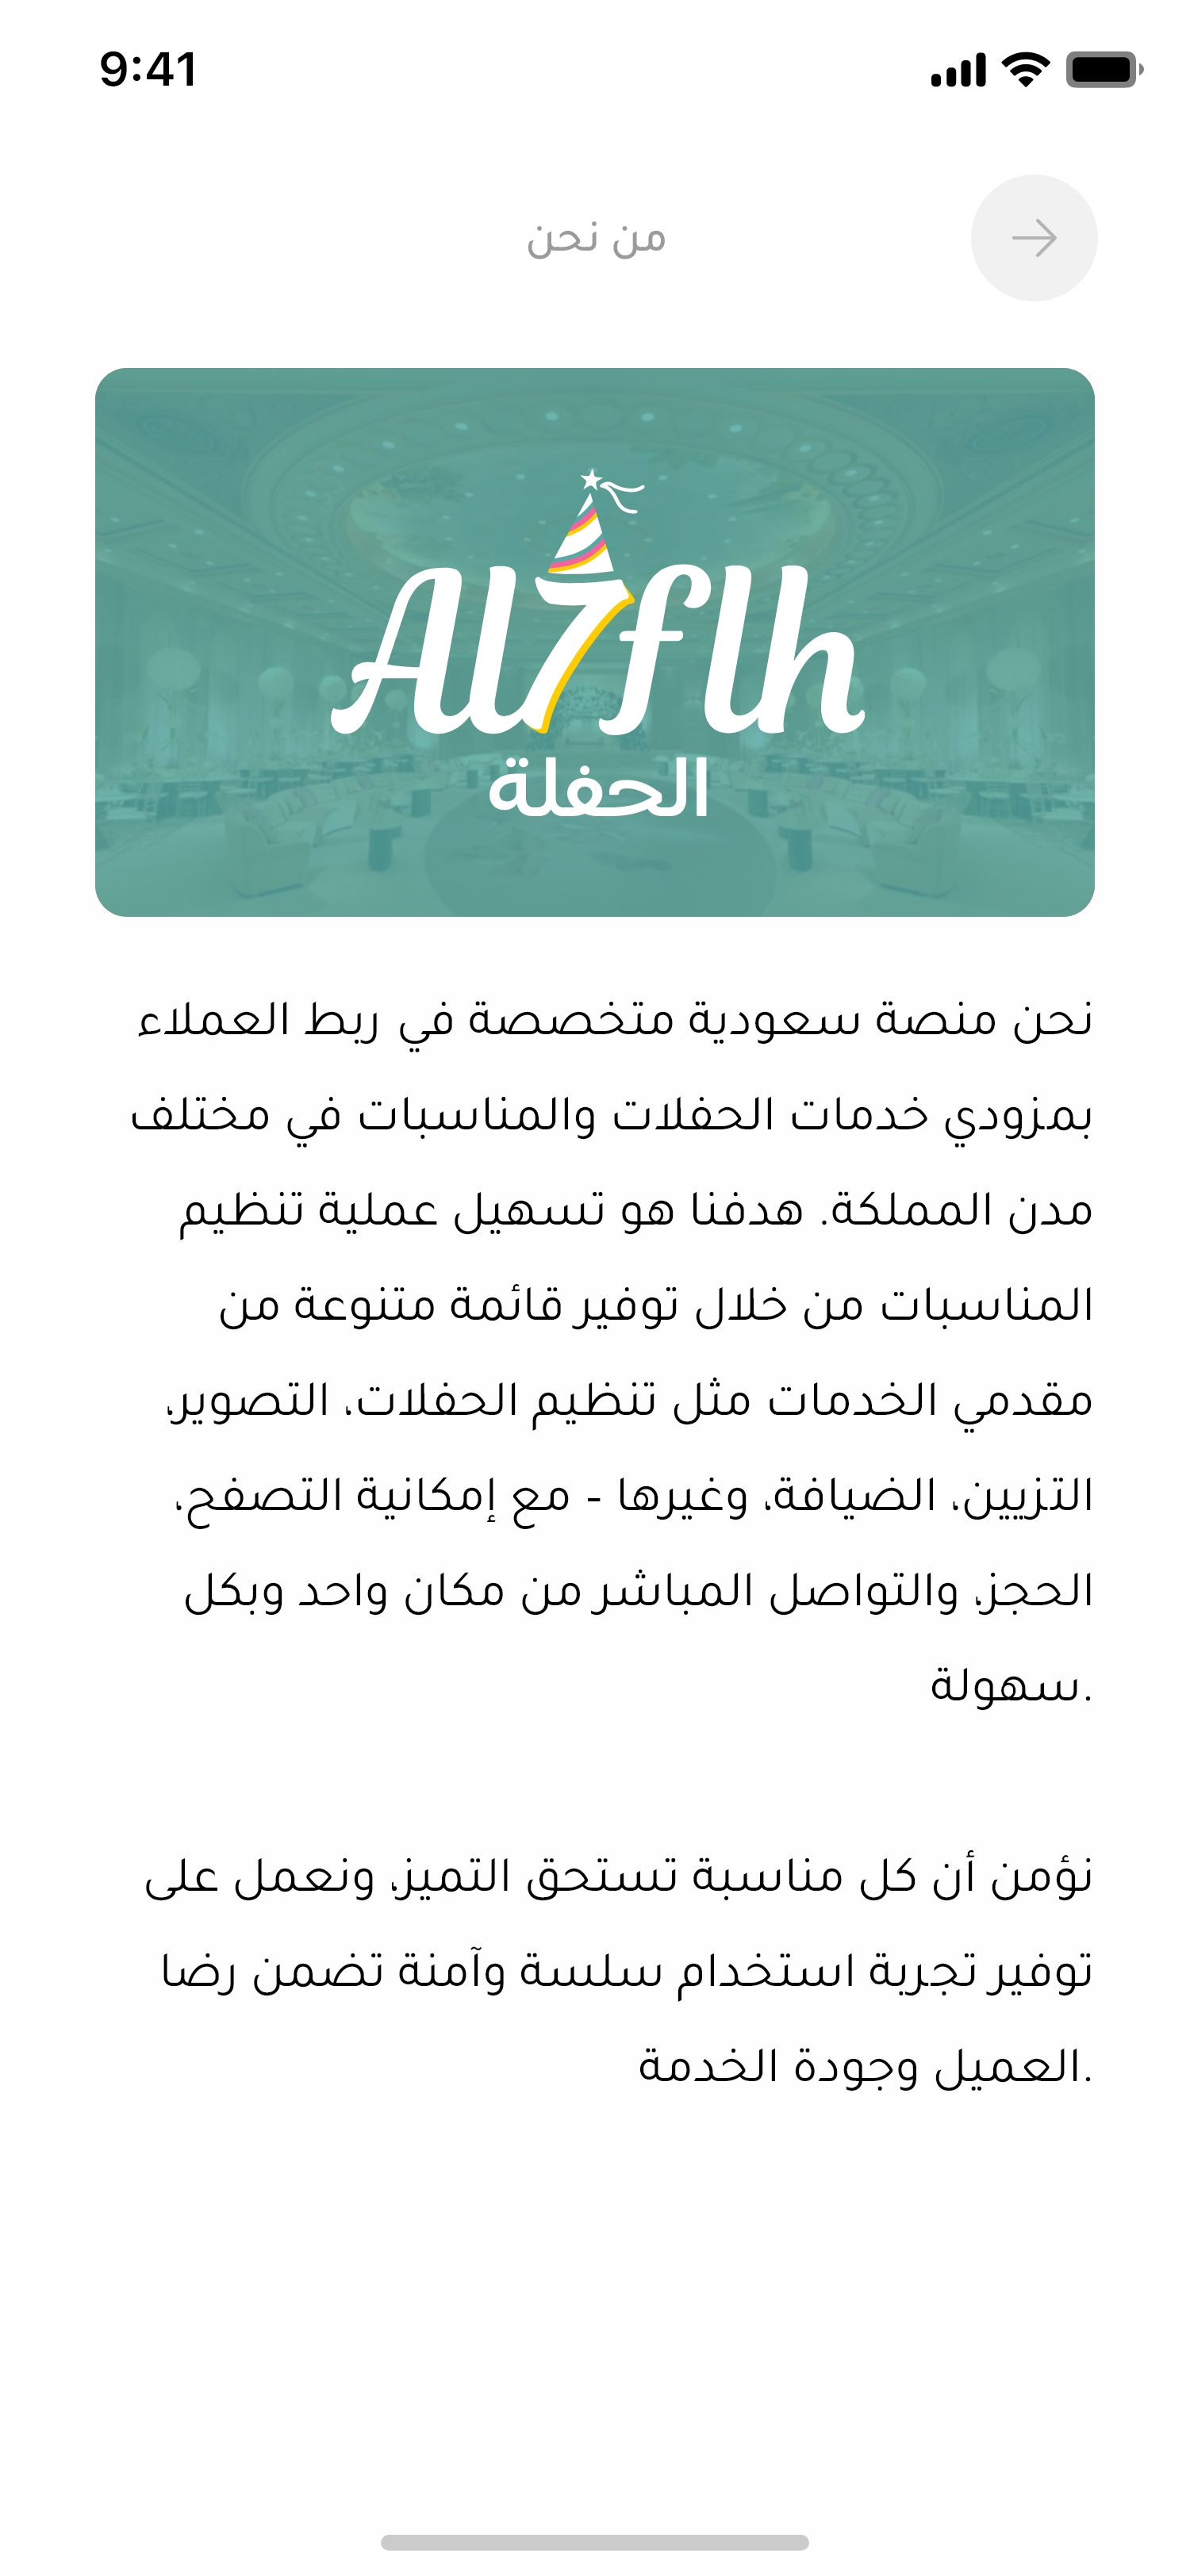 9:41
من نحن
Al7flh
الحفلة
نحن منصة سعودية متخصصة في ربط العملاء
بمزودي خدمات الحفلات والمناسبات في مختلف
مدن المملكة. هدفنا هو تسهيل عملية تنظيم
المناسبات من خلال توفير قائمة متنوعة من
مقدمي الخدمات مثل تنظيم الحفلات، التصوير،
التزيين، الضيافة، وغيرها - مع إمكانية التصفح،
الحجز، والتواصل المباشر من مكان واحد وبكل
.سهولة
نؤمن أن كل مناسبة تستحق التميز، ونعمل على
توفير تجربة استخدام سلسة وآمنة تضمن رضا
.العميل وجودة الخدمة